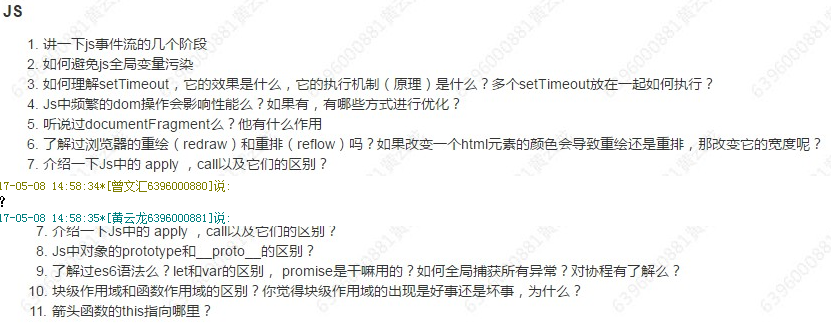 JS
1. 讲一下js事件流的几个阶段
2. 如何避免js全局变量污染
3. 如何理解setTimeout，它的效果是什么，它的执行机制（原理）是什么？多个setTimeout放在一起如何执行？
4. Js中频繁的dom操作会影响性能么？如果有，有哪些方式进行优化？
5. 听说过documentFragment么？他有什么作用
6. 了解过浏览器的重绘（redraw）和重排（reflow）吗？如果改变一个html元素的颜色会导致重绘还是重排，那改变它的宽度呢？
7. 介绍一下Js中的 apply ，call以及它们的区别？
17-05-08 14:58:34*[曾文汇6396000880]说:
?
17-05-08 14:58:35*[黄云龙6396000881]说:
7. 介绍一下Js中的 apply ，call以及它们的区别？
8. Js中对象的prototype和__proto__的区别？
9. 了解过es6语法么？let和var的区别， promise是干嘛用的？如何全局捕获所有异常？对协程有了解么？
10. 块级作用域和函数作用域的区别？你觉得块级作用域的出现是好事还是坏事，为什么？
11. 箭头函数的this指向哪里？